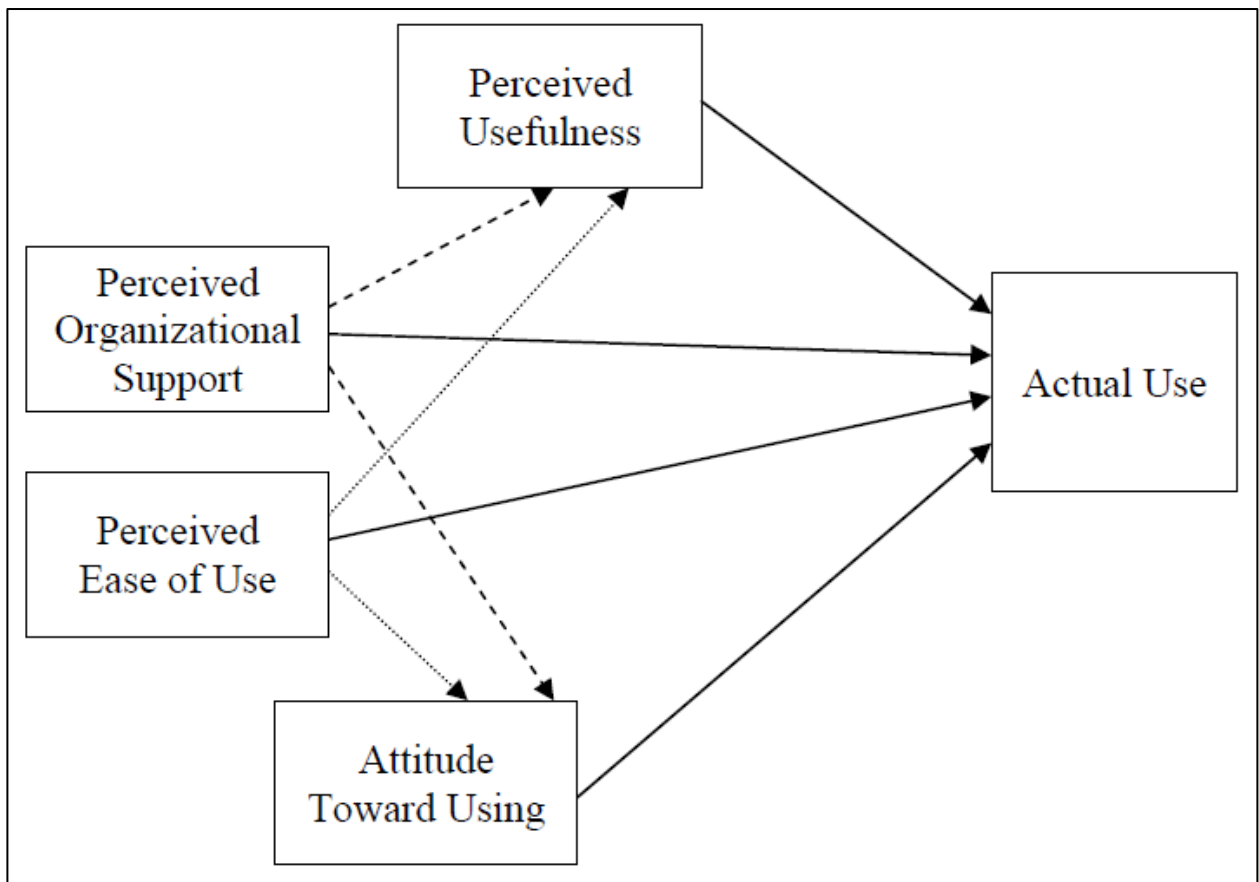 Perceived
Usefulness
Perceived
Organizational
Support
Actual Use
Perceived
Ease of Use
Attitude
Toward Using